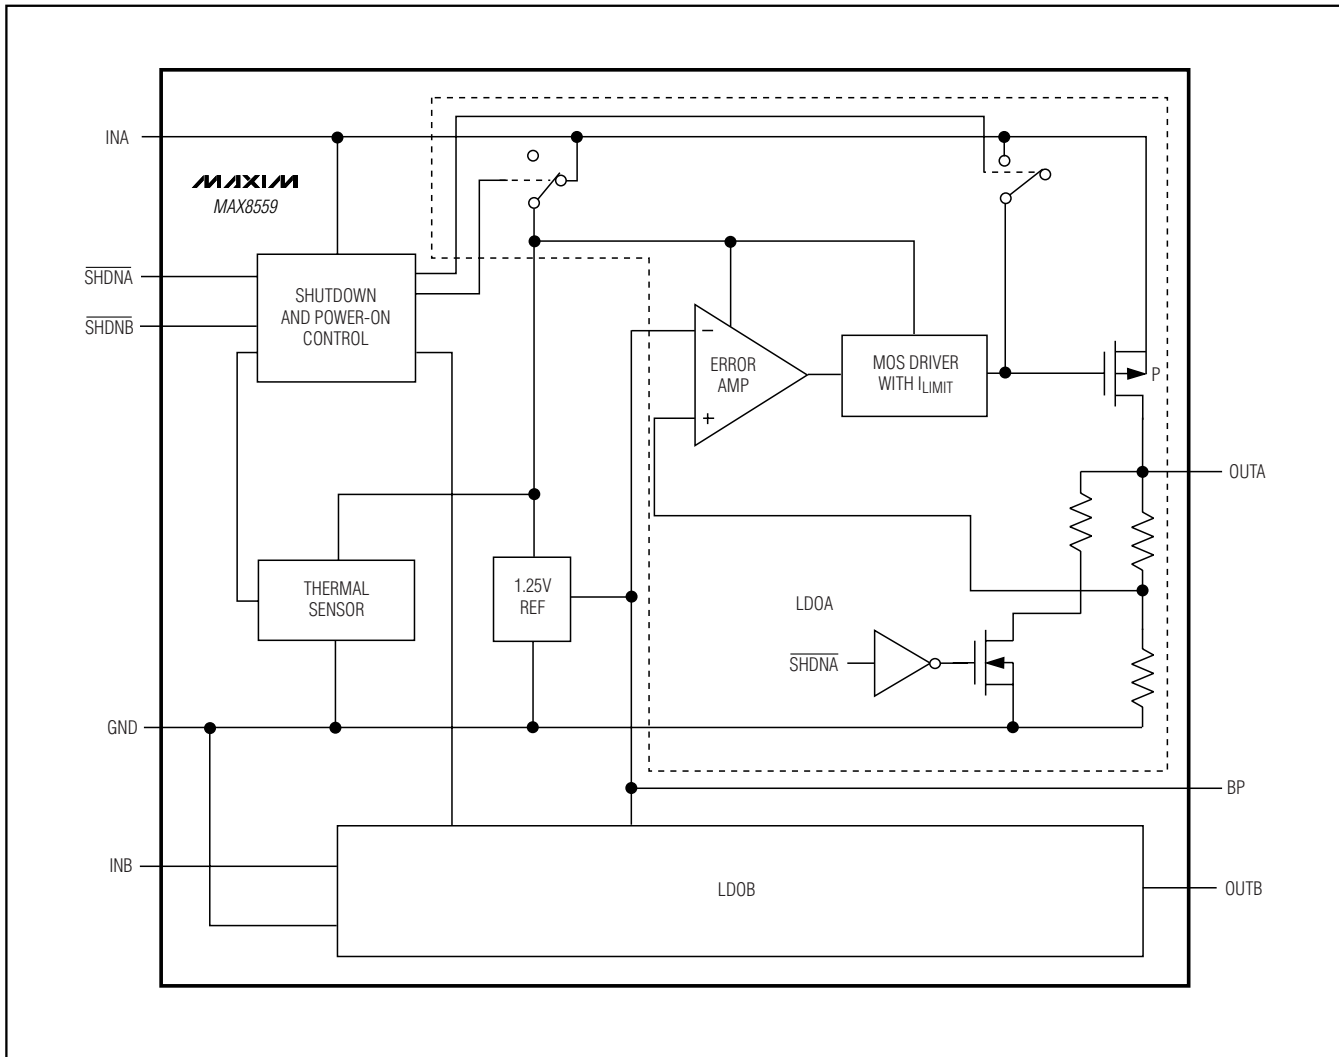 INA
MAXIM
MAX8559
SHDNA
SHDNB
SHUTDOWN
AND POWER-ON
CONTROL
−
ERROR
AMP
+
MOS DRIVER
WITH ILIMIT
P
OUTA
THERMAL
SENSOR
1.25V
REF
LDOA
SHDNA
GND
BP
INB
LDOB
OUTB